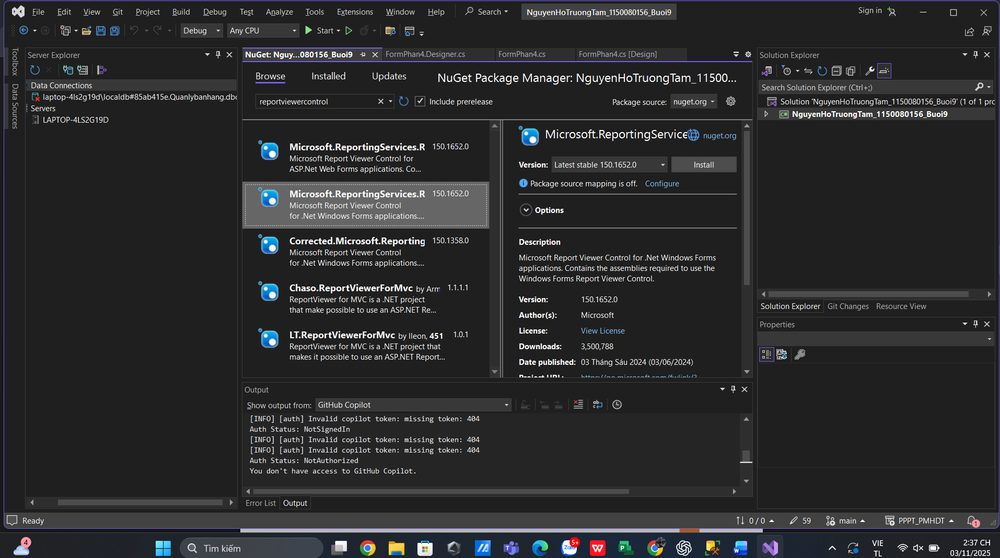 File Edit View Git Project Build Debug Test Analyze Tools Extensions Window Help Search NguyenHoTruongTam_1150080156_Buoi9 Sign in
Debug Any CPU Start
Toolbox
Data Sources
Server Explorer
Data Connections
laptop-4ls2g19d\localdb#85ab415e.Quanlybanhang.dbo
Servers
LAPTOP-4LS2G19D
NuGet: Nguy...080156_Buoi9 FormPhan4.Designer.cs FormPhan4.cs FormPhan4.cs [Design]
Browse Installed Updates NuGet Package Manager: NguyenHoTruongTam_11500...
reportviewercontrol Include prerelease Package source: nuget.org
Microsoft.ReportingServices.R 150.1652.0
Microsoft Report Viewer Control for
ASP.Net Web Forms applications. Co...
Microsoft.ReportingServices.R 150.1652.0
Microsoft Report Viewer Control
for .Net Windows Forms applications....
Corrected.Microsoft.Reporting 150.1358.0
Microsoft Report Viewer Control
for .Net Windows Forms applications....
Chaso.ReportViewerForMvc by Arm 1.1.1.1
ReportViewer for MVC is a .NET project
that make possible to use an ASP.NET Re...
LT.ReportViewerForMvc by lleon, 451 1.0.1
ReportViewer for MVC is a .NET project that
makes it possible to use an ASP.NET Report...
Microsoft.ReportingService nuget.org
Version: Latest stable 150.1652.0 Install
Package source mapping is off. Configure
Options
Description
Microsoft Report Viewer Control for .Net Windows Forms
applications. Contains the assemblies required to use the
Windows Forms Report Viewer Control.
Version: 150.1652.0
Author(s): Microsoft
License: View License
Downloads: 3,500,788
Date published: 03 Tháng Sáu 2024 (03/06/2024)
Project URL: https://go.microsoft.com/fwlink/?
Output
Show output from: GitHub Copilot
[INFO] [auth] Invalid copilot token: missing token: 404
Auth Status: NotSignedIn
[INFO] [auth] Invalid copilot token: missing token: 404
[INFO] [auth] Invalid copilot token: missing token: 404
Auth Status: NotAuthorized
You don't have access to GitHub Copilot.
Error List Output
Solution Explorer
Search Solution Explorer (Ctrl+;)
Solution 'NguyenHoTruongTam_1150080156_Buoi9' (1 of 1 pro
C# NguyenHoTruongTam_1150080156_Buoi9
Solution Explorer Git Changes Resource View
Properties
Ready 0 / 0 59 main PPPT_PMHDT 1
4 Tìm kiếm Zalo 5+ VIE 2:37 CH
TL 03/11/2025